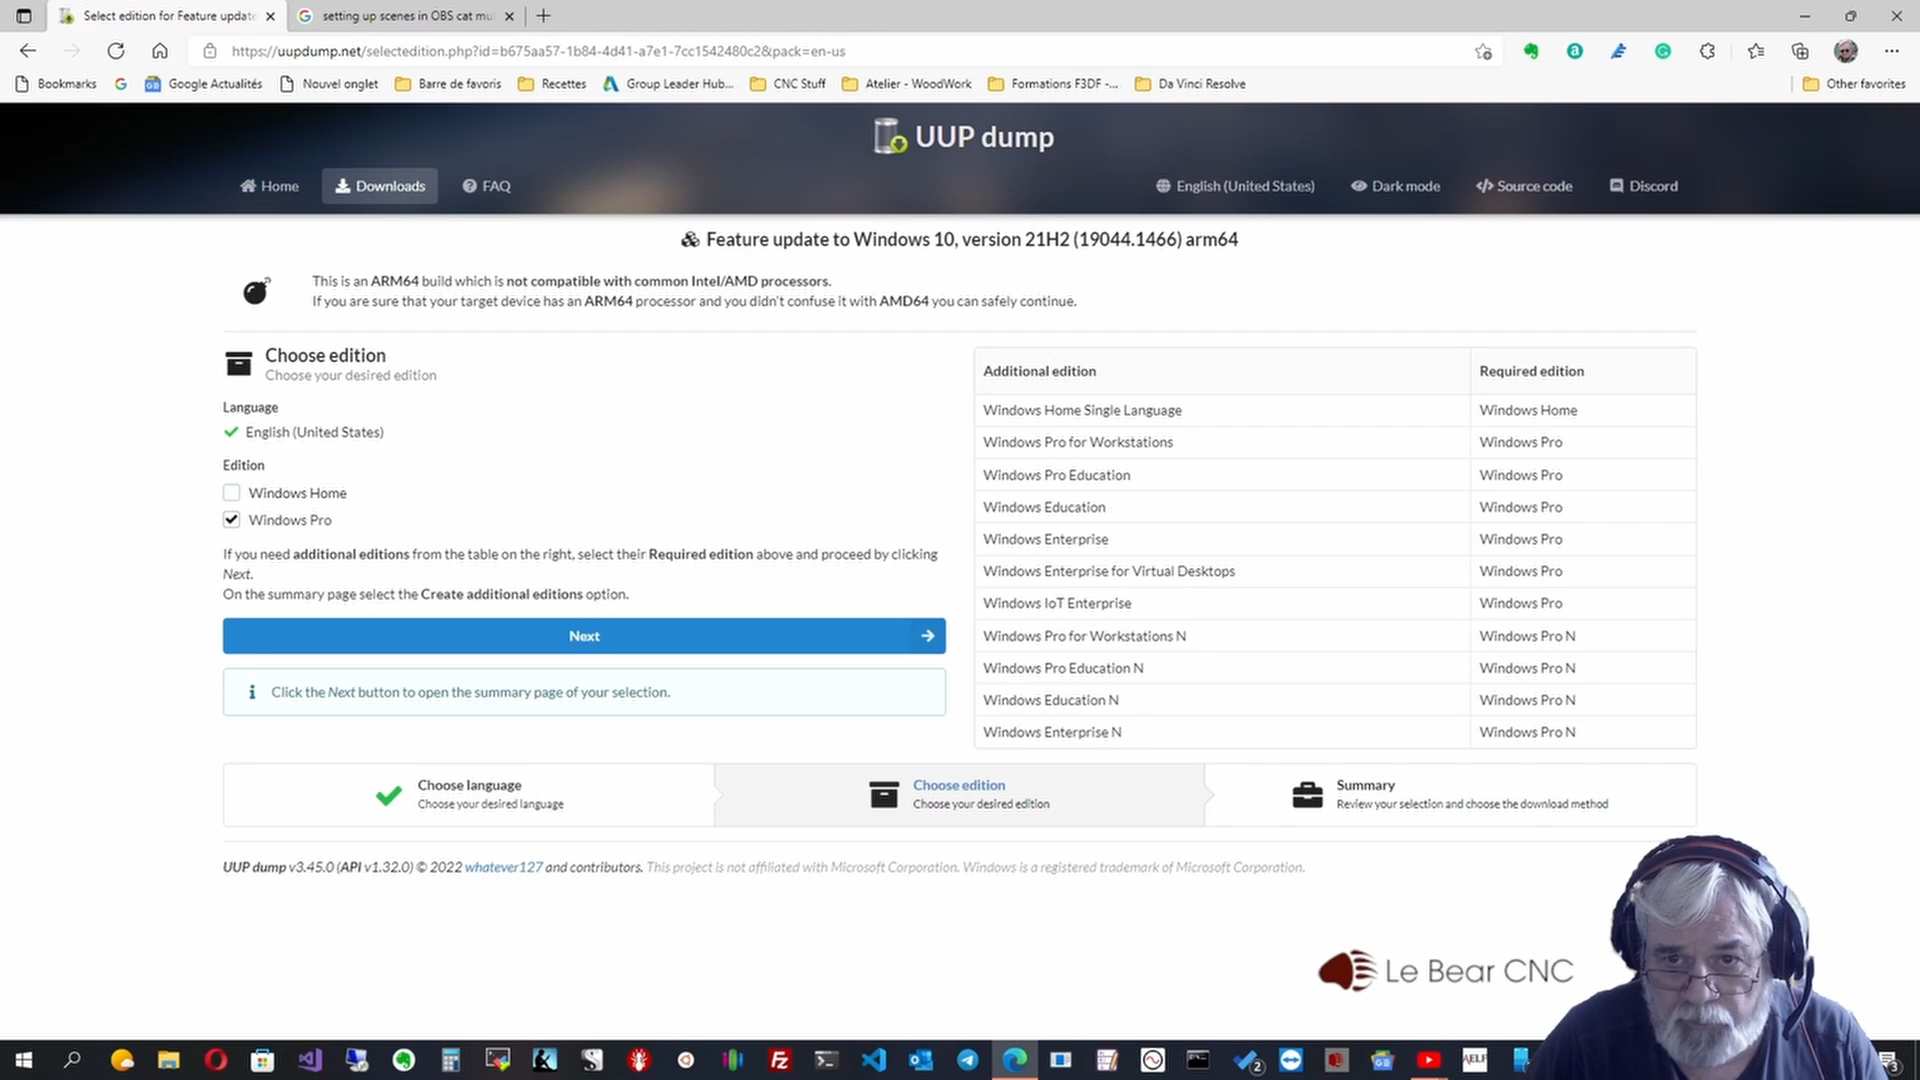 Select edition for Feature update
setting up scenes in OBS cat mu
https://uupdump.net/selectedition.php?id=b675aa57-1b84-4d41-a7e1-7cc1542480c2&pack=en-us
Bookmarks
Google Actualités
Nouvel onglet
Barre de favoris
Recettes
Group Leader Hub...
CNC Stuff
Atelier - WoodWork
Formations F3DF -...
Da Vinci Resolve
Other favorites
UUP dump
Home
Downloads
FAQ
English (United States)
Dark mode
Source code
Discord
Feature update to Windows 10, version 21H2 (19044.1466) arm64
This is an ARM64 build which is not compatible with common Intel/AMD processors.
If you are sure that your target device has an ARM64 processor and you didn't confuse it with AMD64 you can safely continue.
Choose edition
Choose your desired edition
Language
English (United States)
Edition
Windows Home
Windows Pro
If you need additional editions from the table on the right, select their Required edition above and proceed by clicking
Next.
On the summary page select the Create additional editions option.
Next
Click the Next button to open the summary page of your selection.
Additional edition Required edition
Windows Home Single Language Windows Home
Windows Pro for Workstations Windows Pro
Windows Pro Education Windows Pro
Windows Education Windows Pro
Windows Enterprise Windows Pro
Windows Enterprise for Virtual Desktops Windows Pro
Windows IoT Enterprise Windows Pro
Windows Pro for Workstations N Windows Pro N
Windows Pro Education N Windows Pro N
Windows Education N Windows Pro N
Windows Enterprise N Windows Pro N
Choose language
Choose your desired language
Choose edition
Choose your desired edition
Summary
Review your selection and choose the download method
UUP dump v3.45.0 (API v1.32.0) © 2022 whatever127 and contributors. This project is not affiliated with Microsoft Corporation. Windows is a registered trademark of Microsoft Corporation.
Le Bear CNC
FZ
2
AELF
3